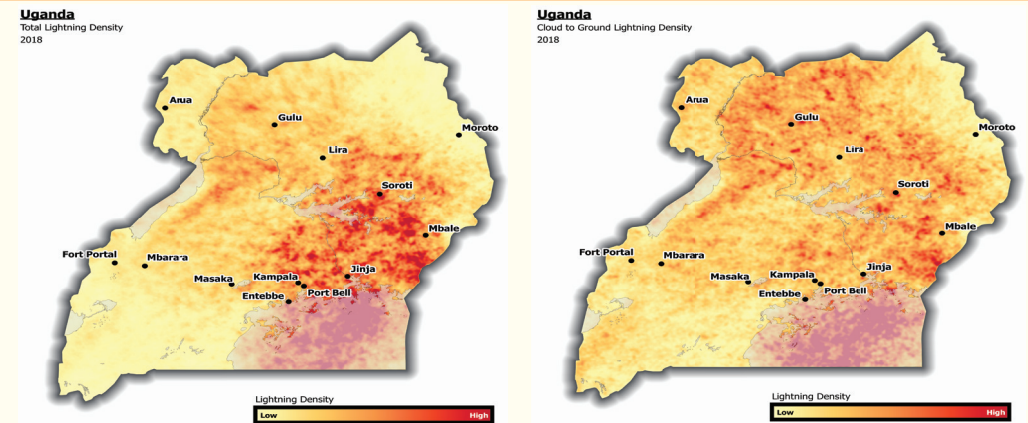 Uganda
Total Lightning Density
2018
Arua
Gulu
Moroto
Lira
Soroti
Mbale
Fort Portal
Mbarara
Masaka
Kampala
Jinja
Entebbe
Port Bell
Lightning Density
Low
High
Uganda
Cloud to Ground Lightning Density
2018
Arua
Gulu
Moroto
Lira
Soroti
Mbale
Fort Portal
Mbarara
Masaka
Kampala
Jinja
Entebbe
Port Bell
Lightning Density
Low
High